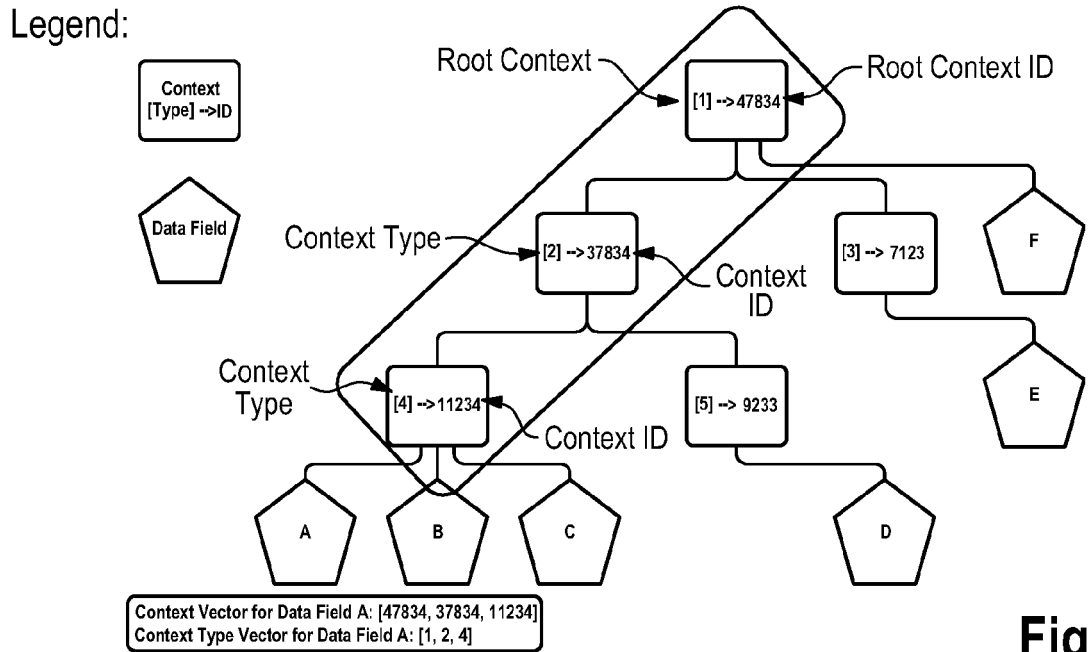 Legend:
Context
[Type] -->ID
Data Field
Root Context
[1] -->47834
Root Context ID
Context Type
[2] -->37834
Context
ID
[3] --> 7123
F
Context
Type
[4] -->11234
Context ID
[5] --> 9233
E
A
B
C
D
Context Vector for Data Field A: [47834, 37834, 11234]
Context Type Vector for Data Field A: [1, 2, 4]
Fig